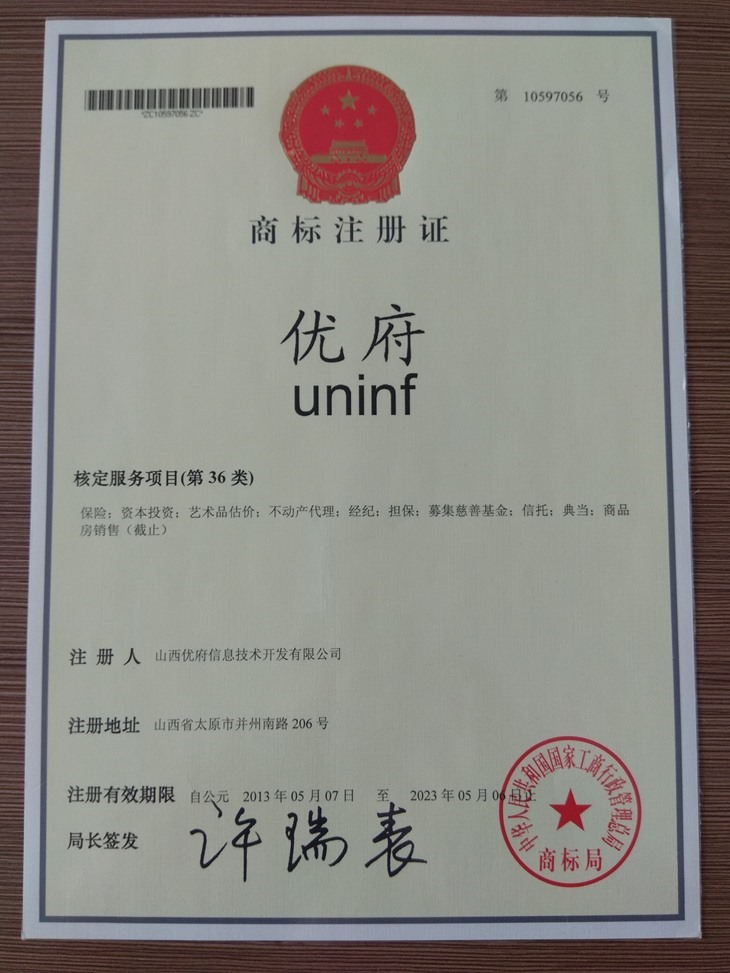 第 10597056 号
*ZC10597056ZC*
商标注册证
优府
uninf
核定服务项目(第 36 类)
保险；资本投资；艺术品估价；不动产代理；经纪；担保；募集慈善基金；信托；典当；商品
房销售（截止）
注 册 人 山西优府信息技术开发有限公司
注册地址 山西省太原市并州南路 206 号
注册有效期限 自公元 2013 年 05 月 07 日 至 2023 年 05 月 06 日止
局长签发 许瑞表
中华人民共和国国家工商行政管理总局
商标局